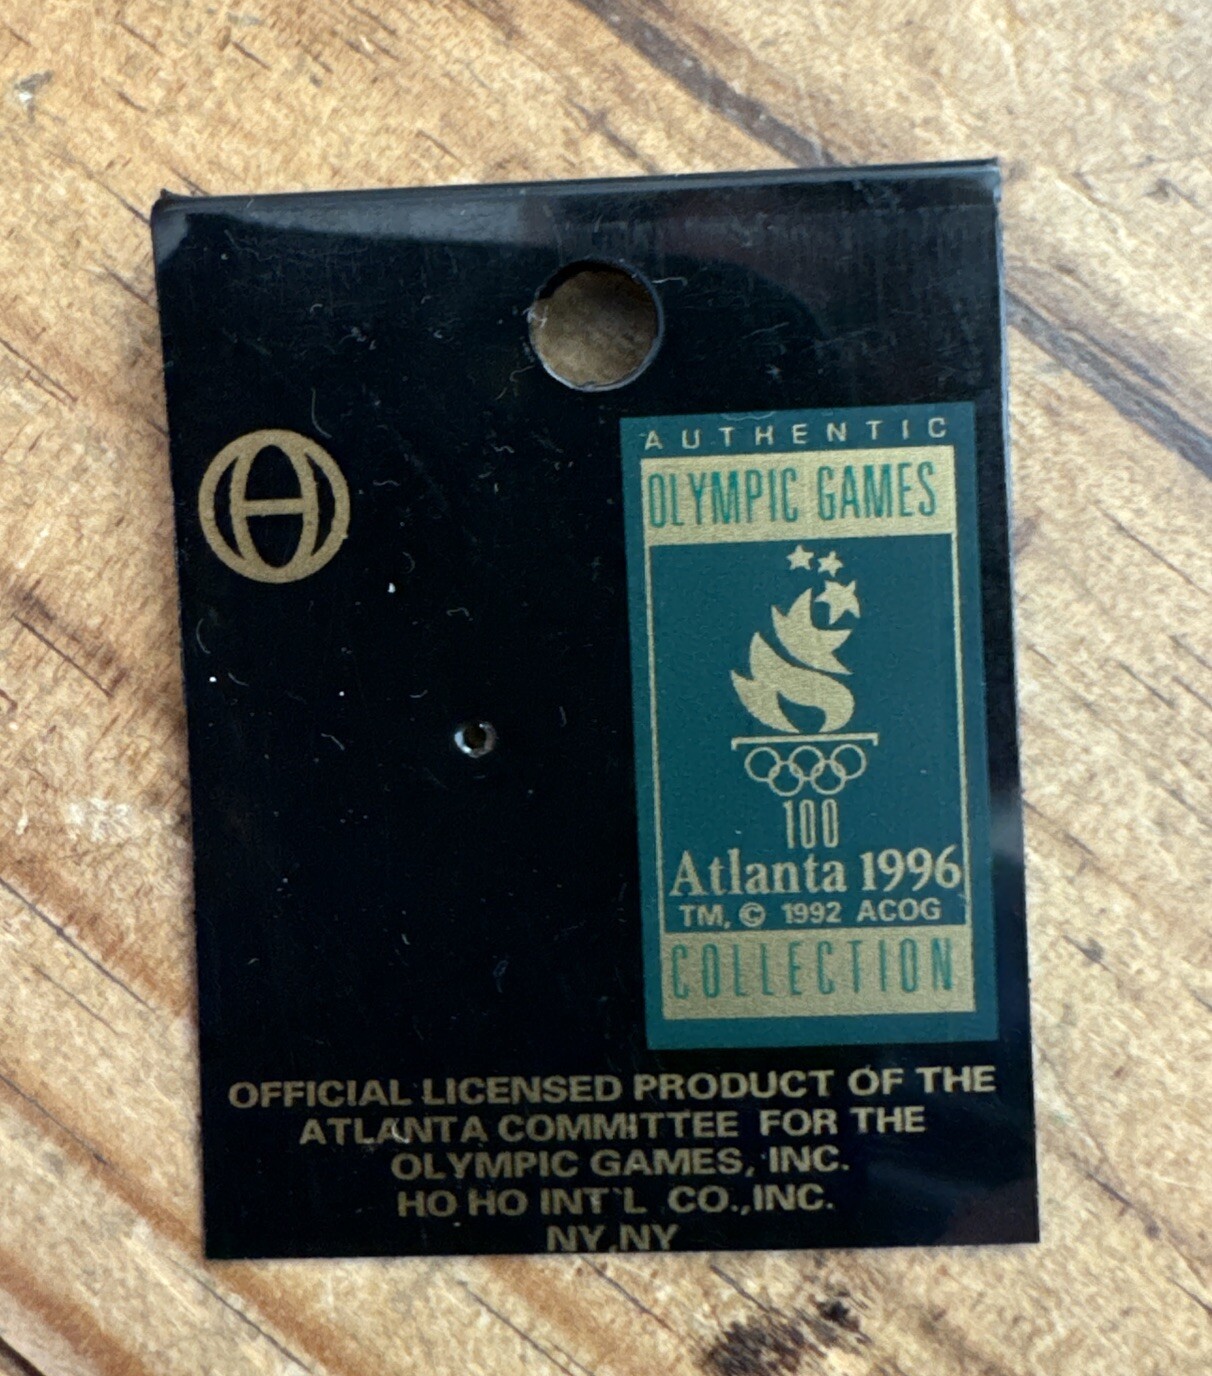 AUTHENTIC
OLYMPIC GAMES
100
Atlanta 1996
TM, © 1992 ACOG
COLLECTION
OFFICIAL LICENSED PRODUCT OF THE
ATLANTA COMMITTEE FOR THE
OLYMPIC GAMES, INC.
HO HO INT`L CO.,INC.
NY,NY